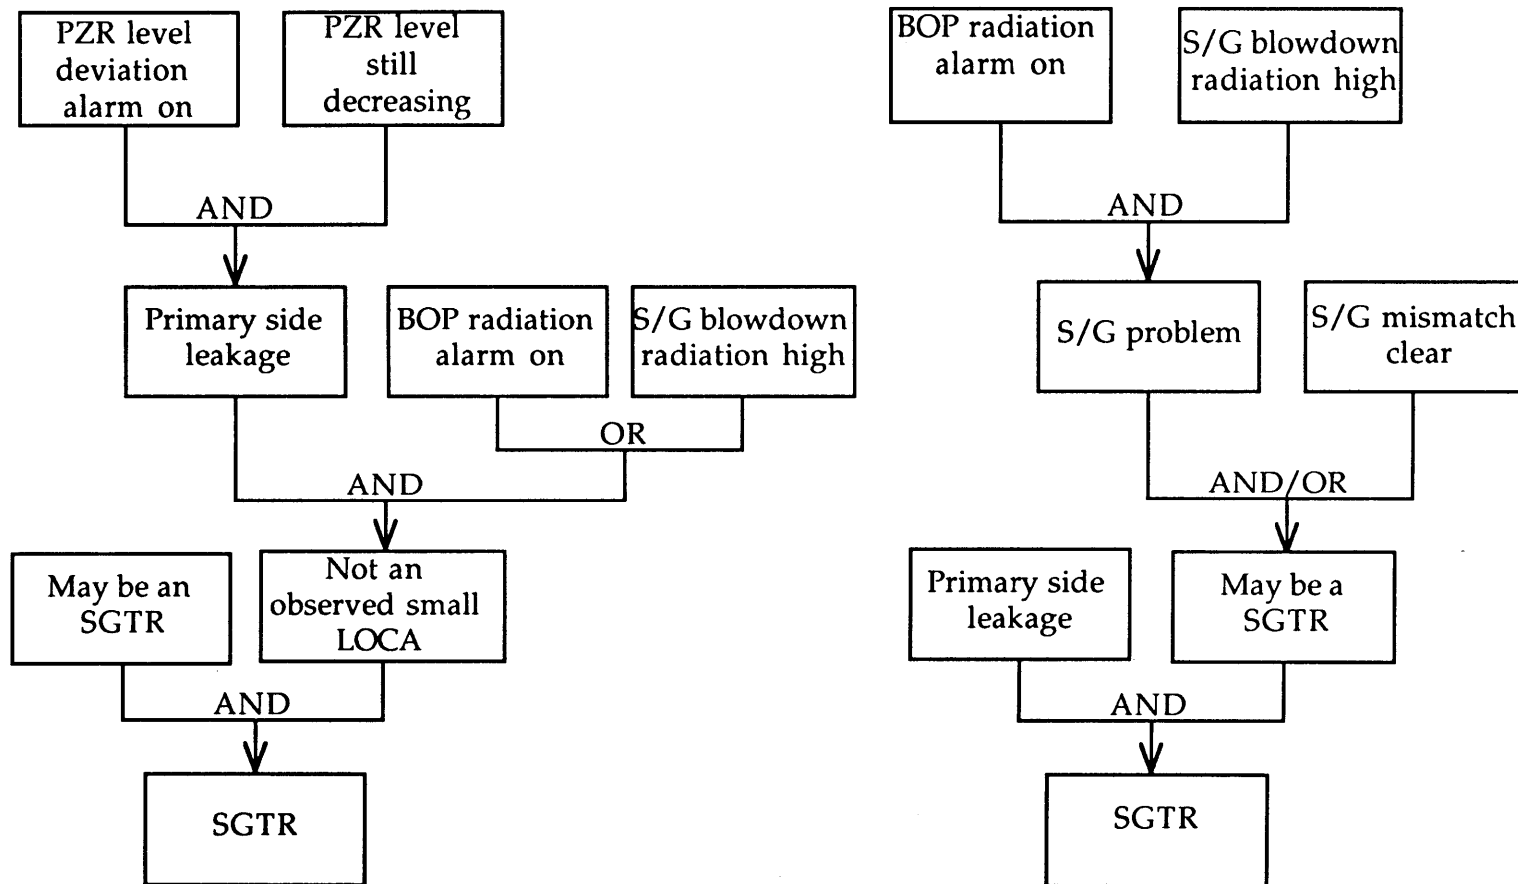 PZR level
deviation
alarm on
PZR level
still
decreasing
AND
Primary side
leakage
BOP radiation
alarm on
S/G blowdown
radiation high
OR
AND
May be an
SGTR
Not an
observed small
LOCA
AND
SGTR
BOP radiation
alarm on
S/G blowdown
radiation high
AND
S/G problem
S/G mismatch
clear
AND/OR
Primary side
leakage
May be a
SGTR
AND
SGTR